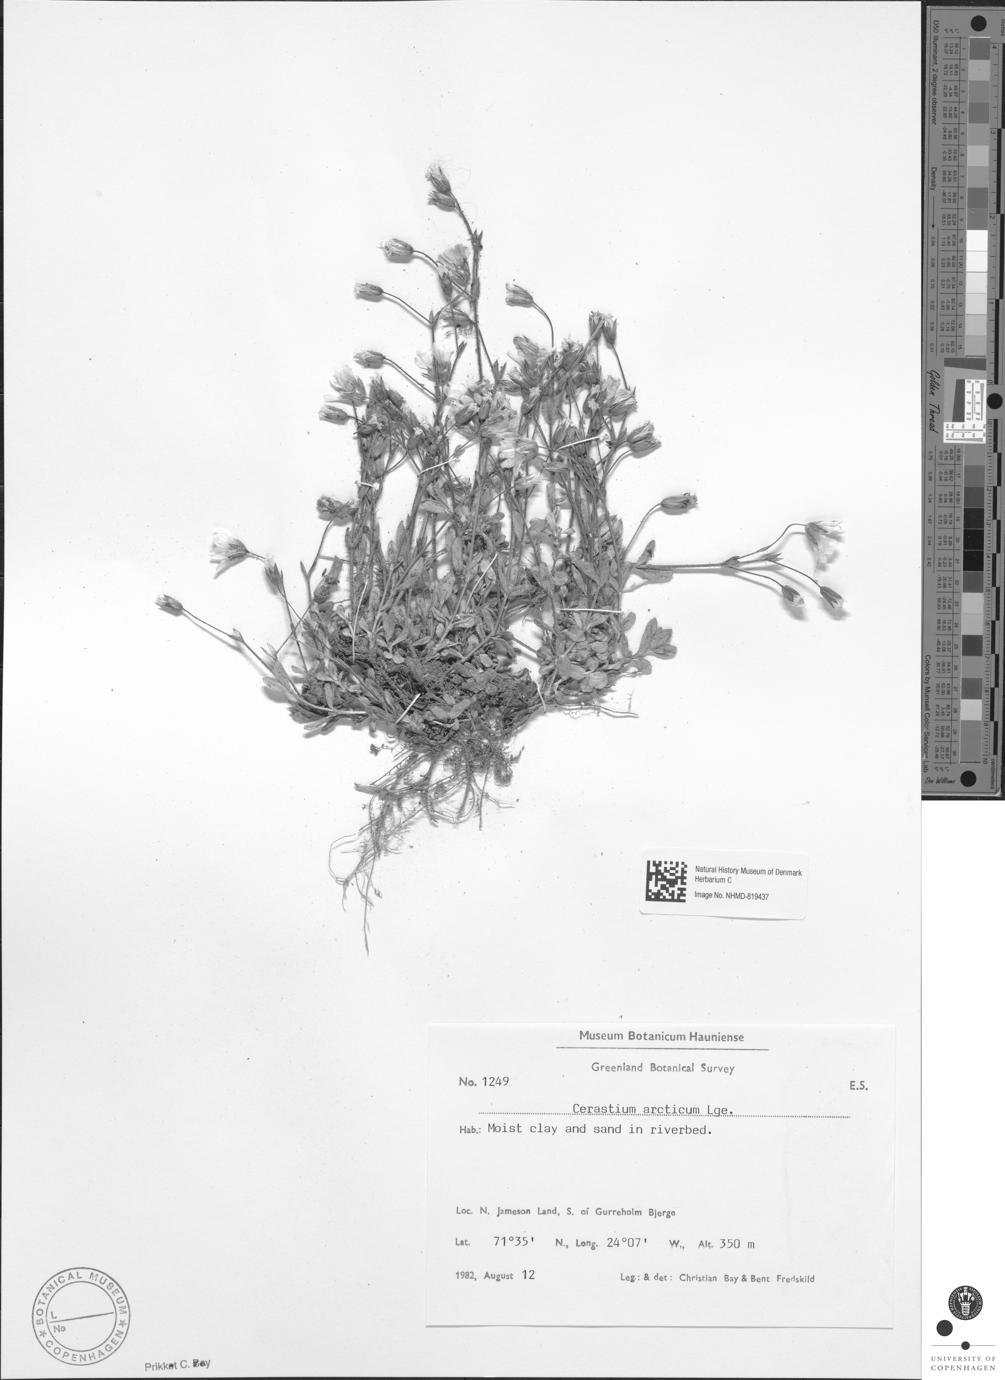 Natural History Museum of Denmark
Herbarium C
Image No. NHMD-819437
Museum Botanicum Hauniense
Greenland Botanical Survey
No. 1249 E.5.
Cerastium arcticum Lge.
Hab.: Moist clay and sand in riverbed.
Loc. N. Jameson Land, S. of Gurreholm Bjerge
Lat. 71°35' N., Long. 24°07' W., Alt. 350 m
1982, August 12 Leg.: & det.: Christian Bay & Bent Fredskild
BOTANICAL MUSEUM
L
No
COPENHAGEN
Prikket C. Bay
UNIVERSITY OF
COPENHAGEN
D50 Illuminant, 2 degree observer
Density
Golden Thread
Colors by Munsell Color Services Lab
Don Williams